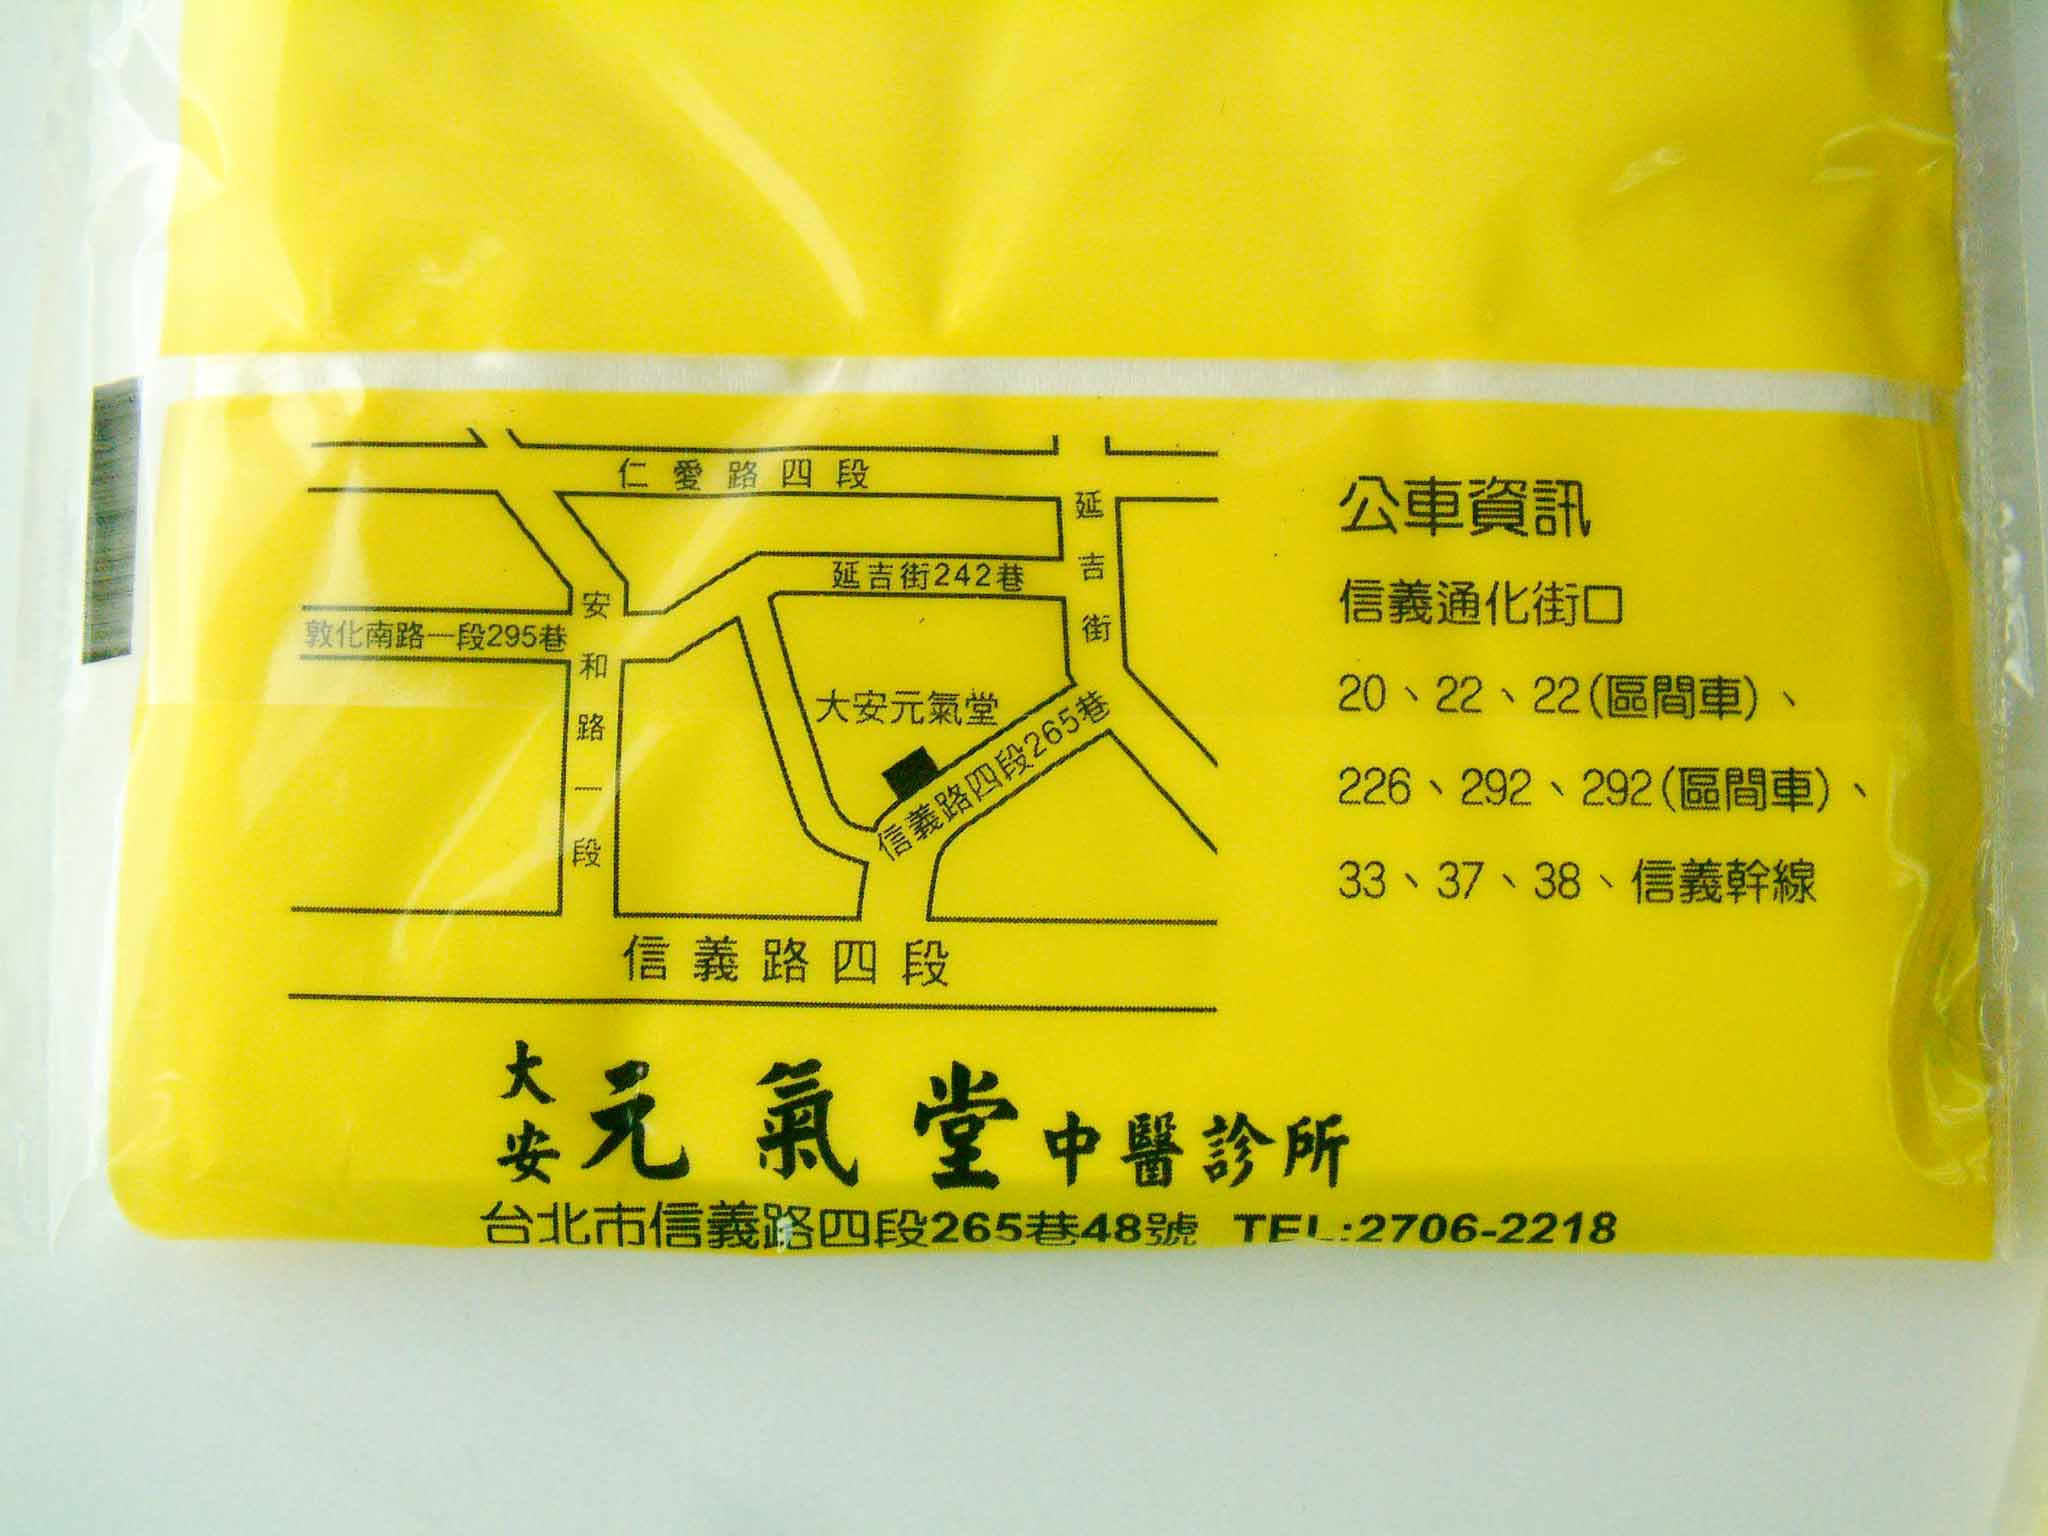 仁愛路四段
延吉街
延吉街242巷
安和路一段
敦化南路一段295巷
大安元氣堂
信義路四段265巷
信義路四段
公車資訊
信義通化街口
20、22、22(區間車)、
226、292、292(區間車)、
33、37、38、信義幹線
大安元氣堂中醫診所
台北市信義路四段265巷48號 TEL:2706-2218